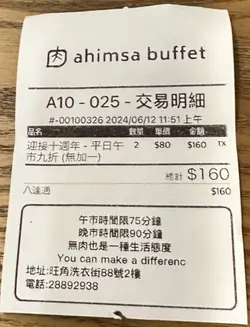 肉 ahimsa buffet
A10 - 025 - 交易明細
#-00100326 2024/06/12 11:51 上午
品名 數量 單價 金額
迎接十週年 - 平日午 2 $80 $160 TX
市九折 (無加一)
總計 $160
八達通
午市時間限75分鐘
晚市時間限90分鐘
無肉也是一種生活態度
You can make a differenc
地址:旺角洗衣街88號2樓
電話:28892938